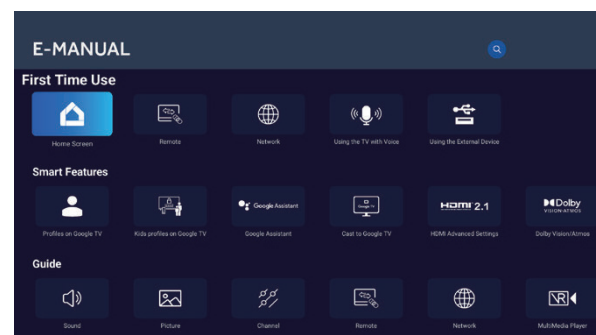 E-MANUAL
First Time Use
Home Screen
Remote
Network
Using the TV with Voice
Using the External Device
Smart Features
Google Assistant
Google TV
HDMI 2.1
Dolby
VISION·ATMOS
Profiles on Google TV
Kids profiles on Google TV
Google Assistant
Cast to Google TV
HDMI Advanced Settings
Dolby Vision/Atmos
Guide
Sound
Picture
Channel
Remote
Network
MultiMedia Player